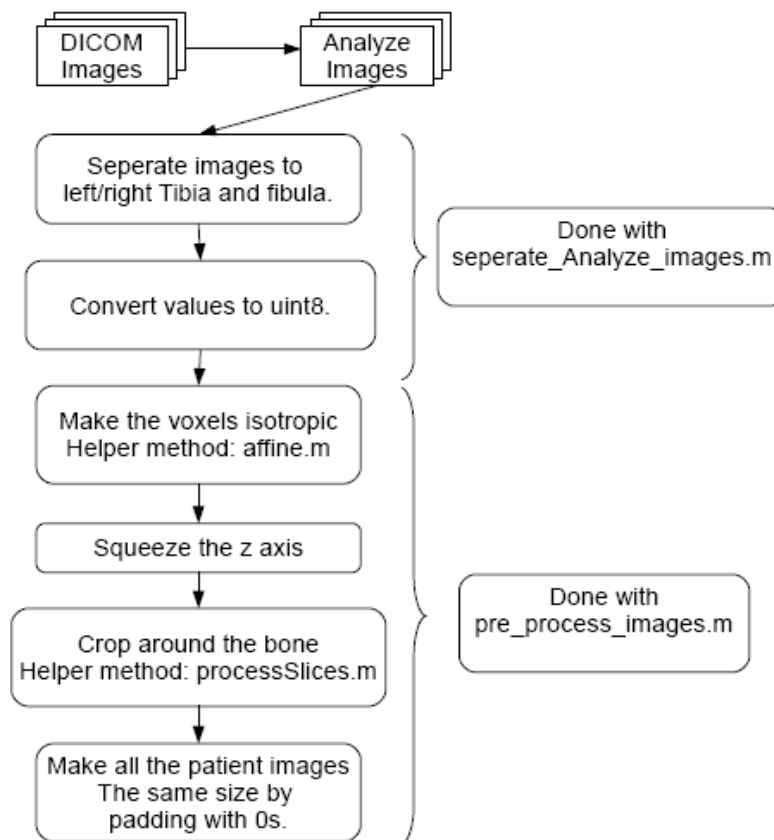 DICOM
Images
Analyze
Images
Seperate images to
left/right Tibia and fibula.
Convert values to uint8.
Done with
seperate_Analyze_images.m
Make the voxels isotropic
Helper method: affine.m
Squeeze the z axis
Crop around the bone
Helper method: processSlices.m
Make all the patient images
The same size by
padding with 0s.
Done with
pre_process_images.m